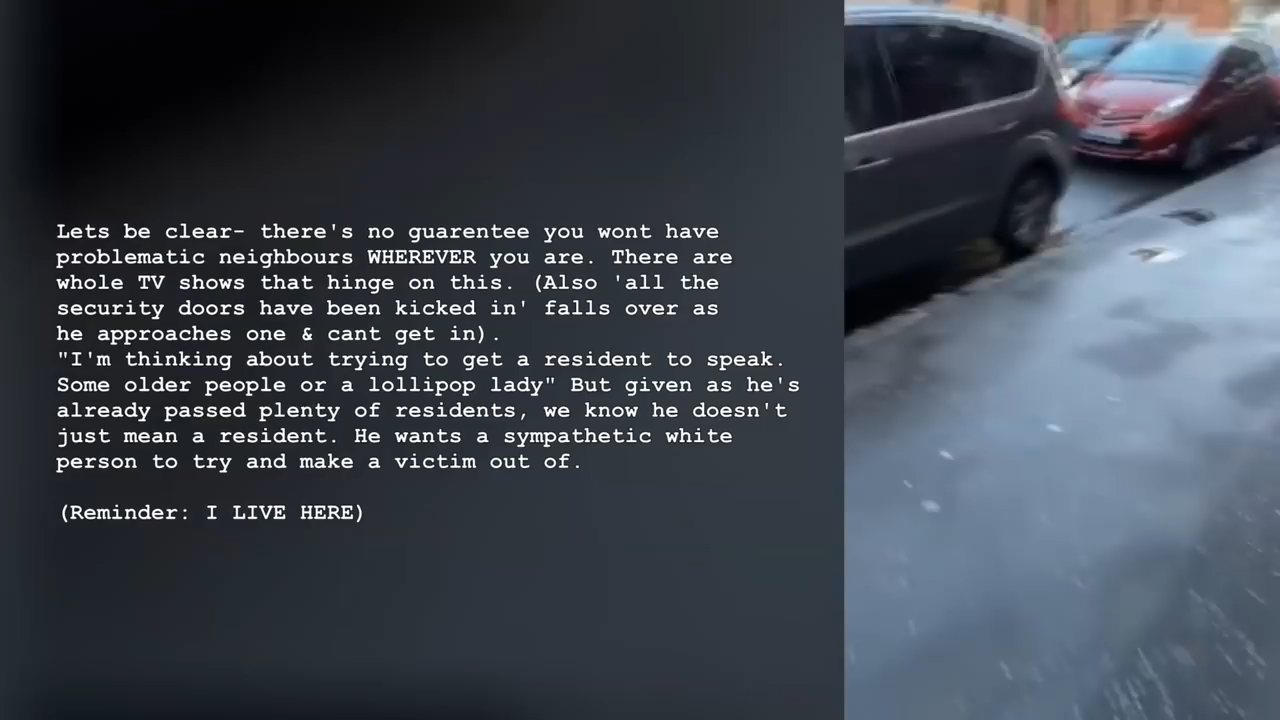 Lets be clear- there's no guarentee you wont have
problematic neighbours WHEREVER you are. There are
whole TV shows that hinge on this. (Also 'all the
security doors have been kicked in' falls over as
he approaches one & cant get in).
"I'm thinking about trying to get a resident to speak.
Some older people or a lollipop lady" But given as he's
already passed plenty of residents, we know he doesn't
just mean a resident. He wants a sympathetic white
person to try and make a victim out of.
(Reminder: I LIVE HERE)